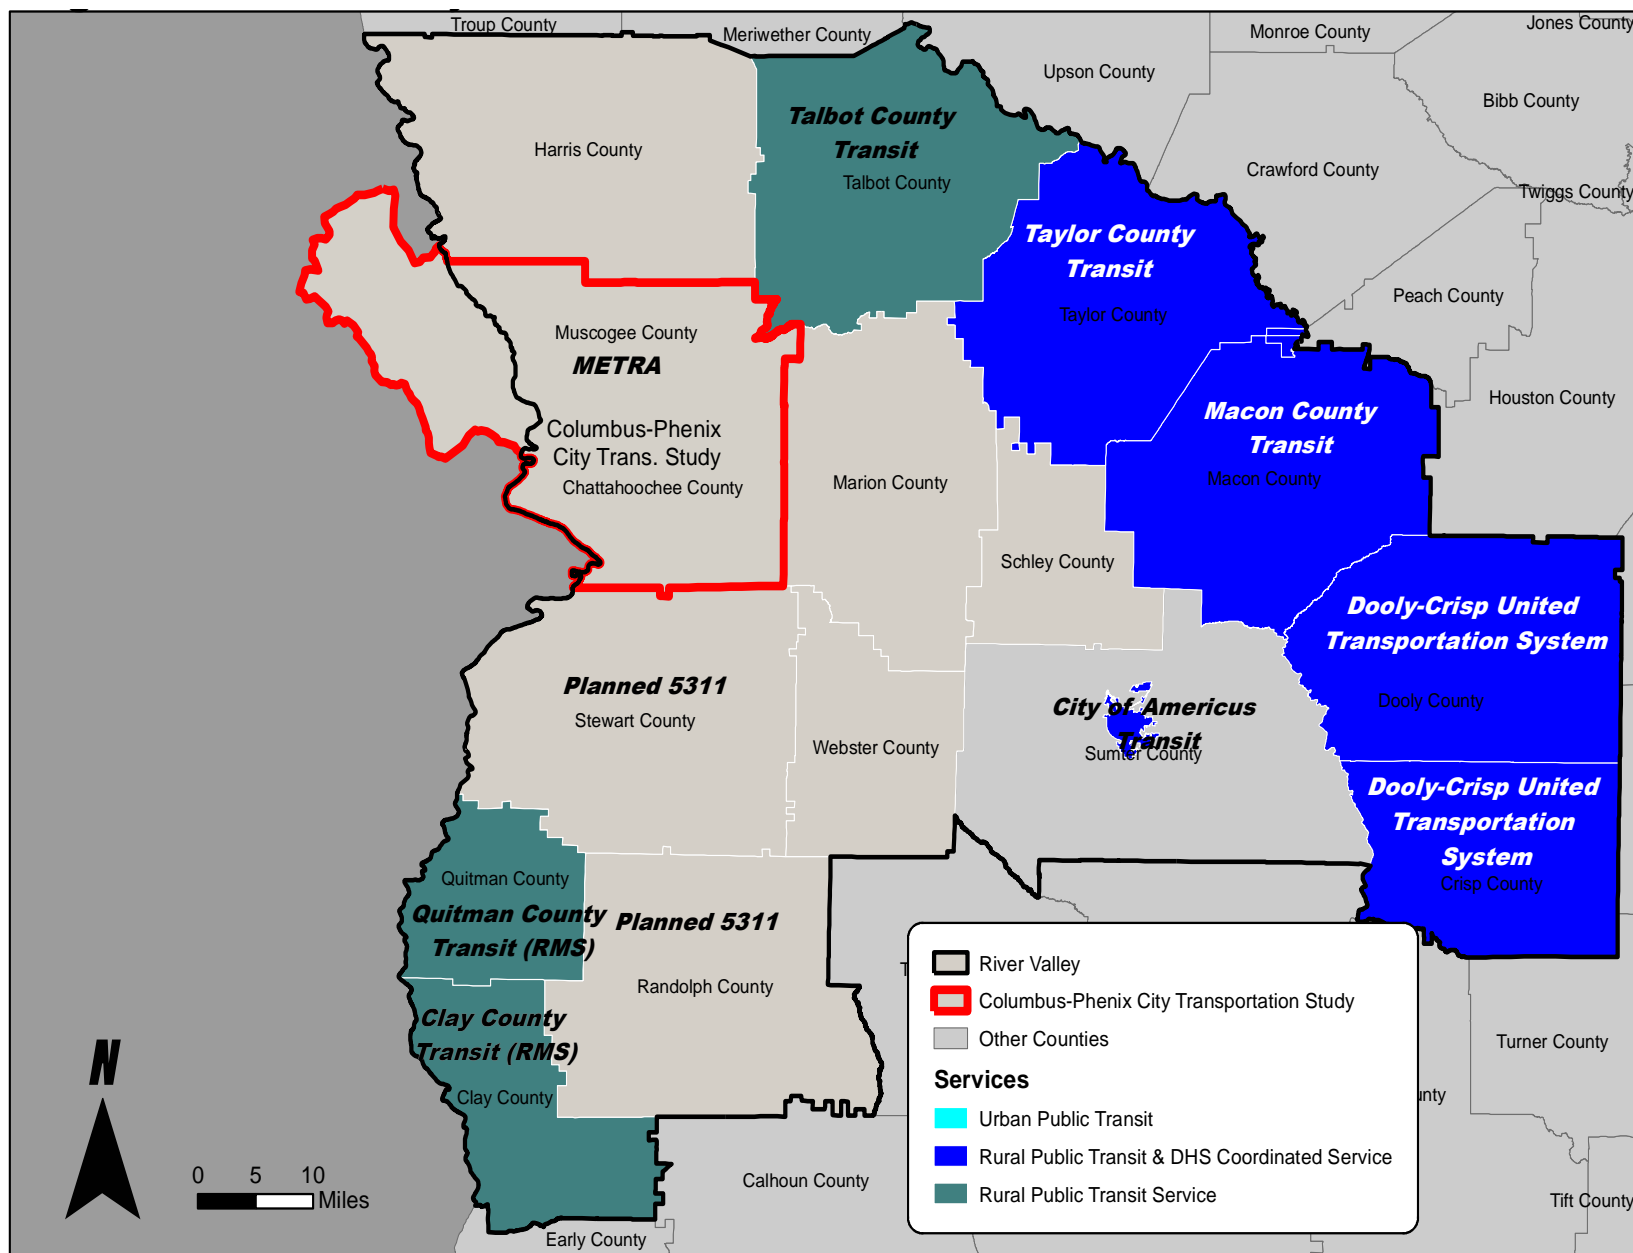 Troup County
Meriwether County
Monroe County
Jones County
Upson County
Bibb County
Talbot County
Transit
Talbot County
Harris County
Crawford County
Twiggs County
Taylor County
Transit
Taylor County
Peach County
Muscogee County
METRA
Columbus-Phenix
City Trans. Study
Chattahoochee County
Macon County
Transit
Macon County
Houston County
Marion County
Schley County
Dooly-Crisp United
Transportation System
Dooly County
Planned 5311
Stewart County
Webster County
City of Americus
Transit
Sumter County
Dooly-Crisp United
Transportation
System
Crisp County
Quitman County
Quitman County
Transit (RMS)
Planned 5311
Randolph County
Clay County
Transit (RMS)
Clay County
Calhoun County
Early County
Turner County
Tift County
T
unty
N
0 5 10
Miles
River Valley
Columbus-Phenix City Transportation Study
Other Counties
Services
Urban Public Transit
Rural Public Transit & DHS Coordinated Service
Rural Public Transit Service